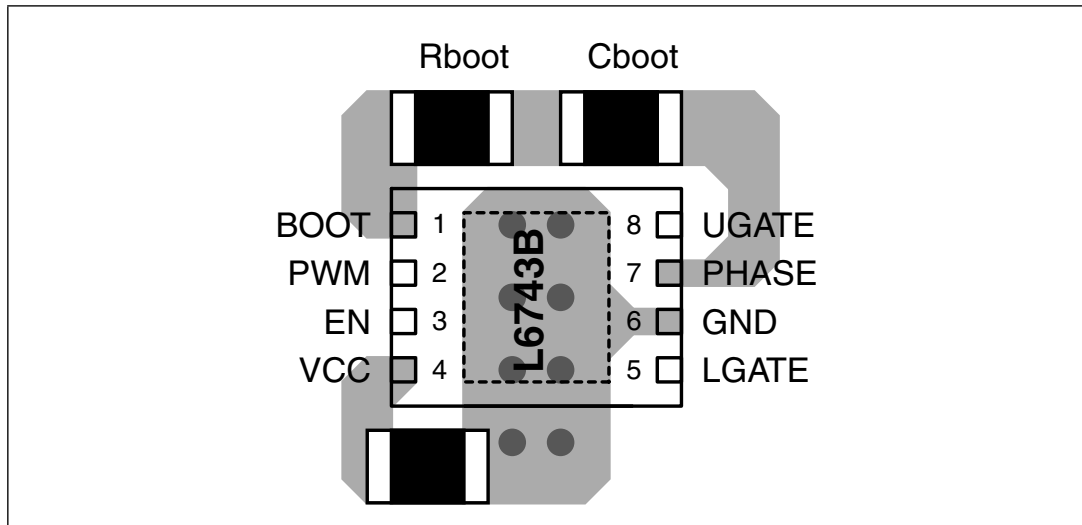 Rboot Cboot
BOOT 1 8 UGATE
PWM 2 7 PHASE
EN 3 6 GND
VCC 4 5 LGATE
L6743B